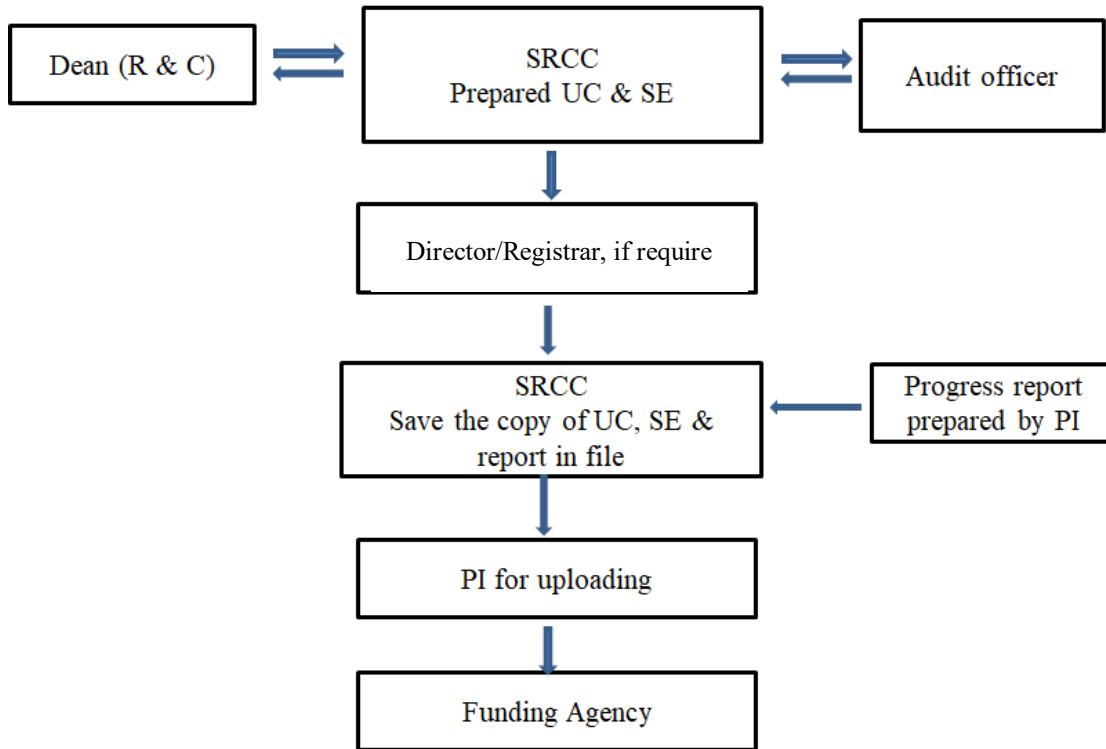 Dean (R & C)
SRCC
Prepared UC & SE
Audit officer
Director/Registrar, if require
SRCC
Save the copy of UC, SE &
report in file
Progress report
prepared by PI
PI for uploading
Funding Agency